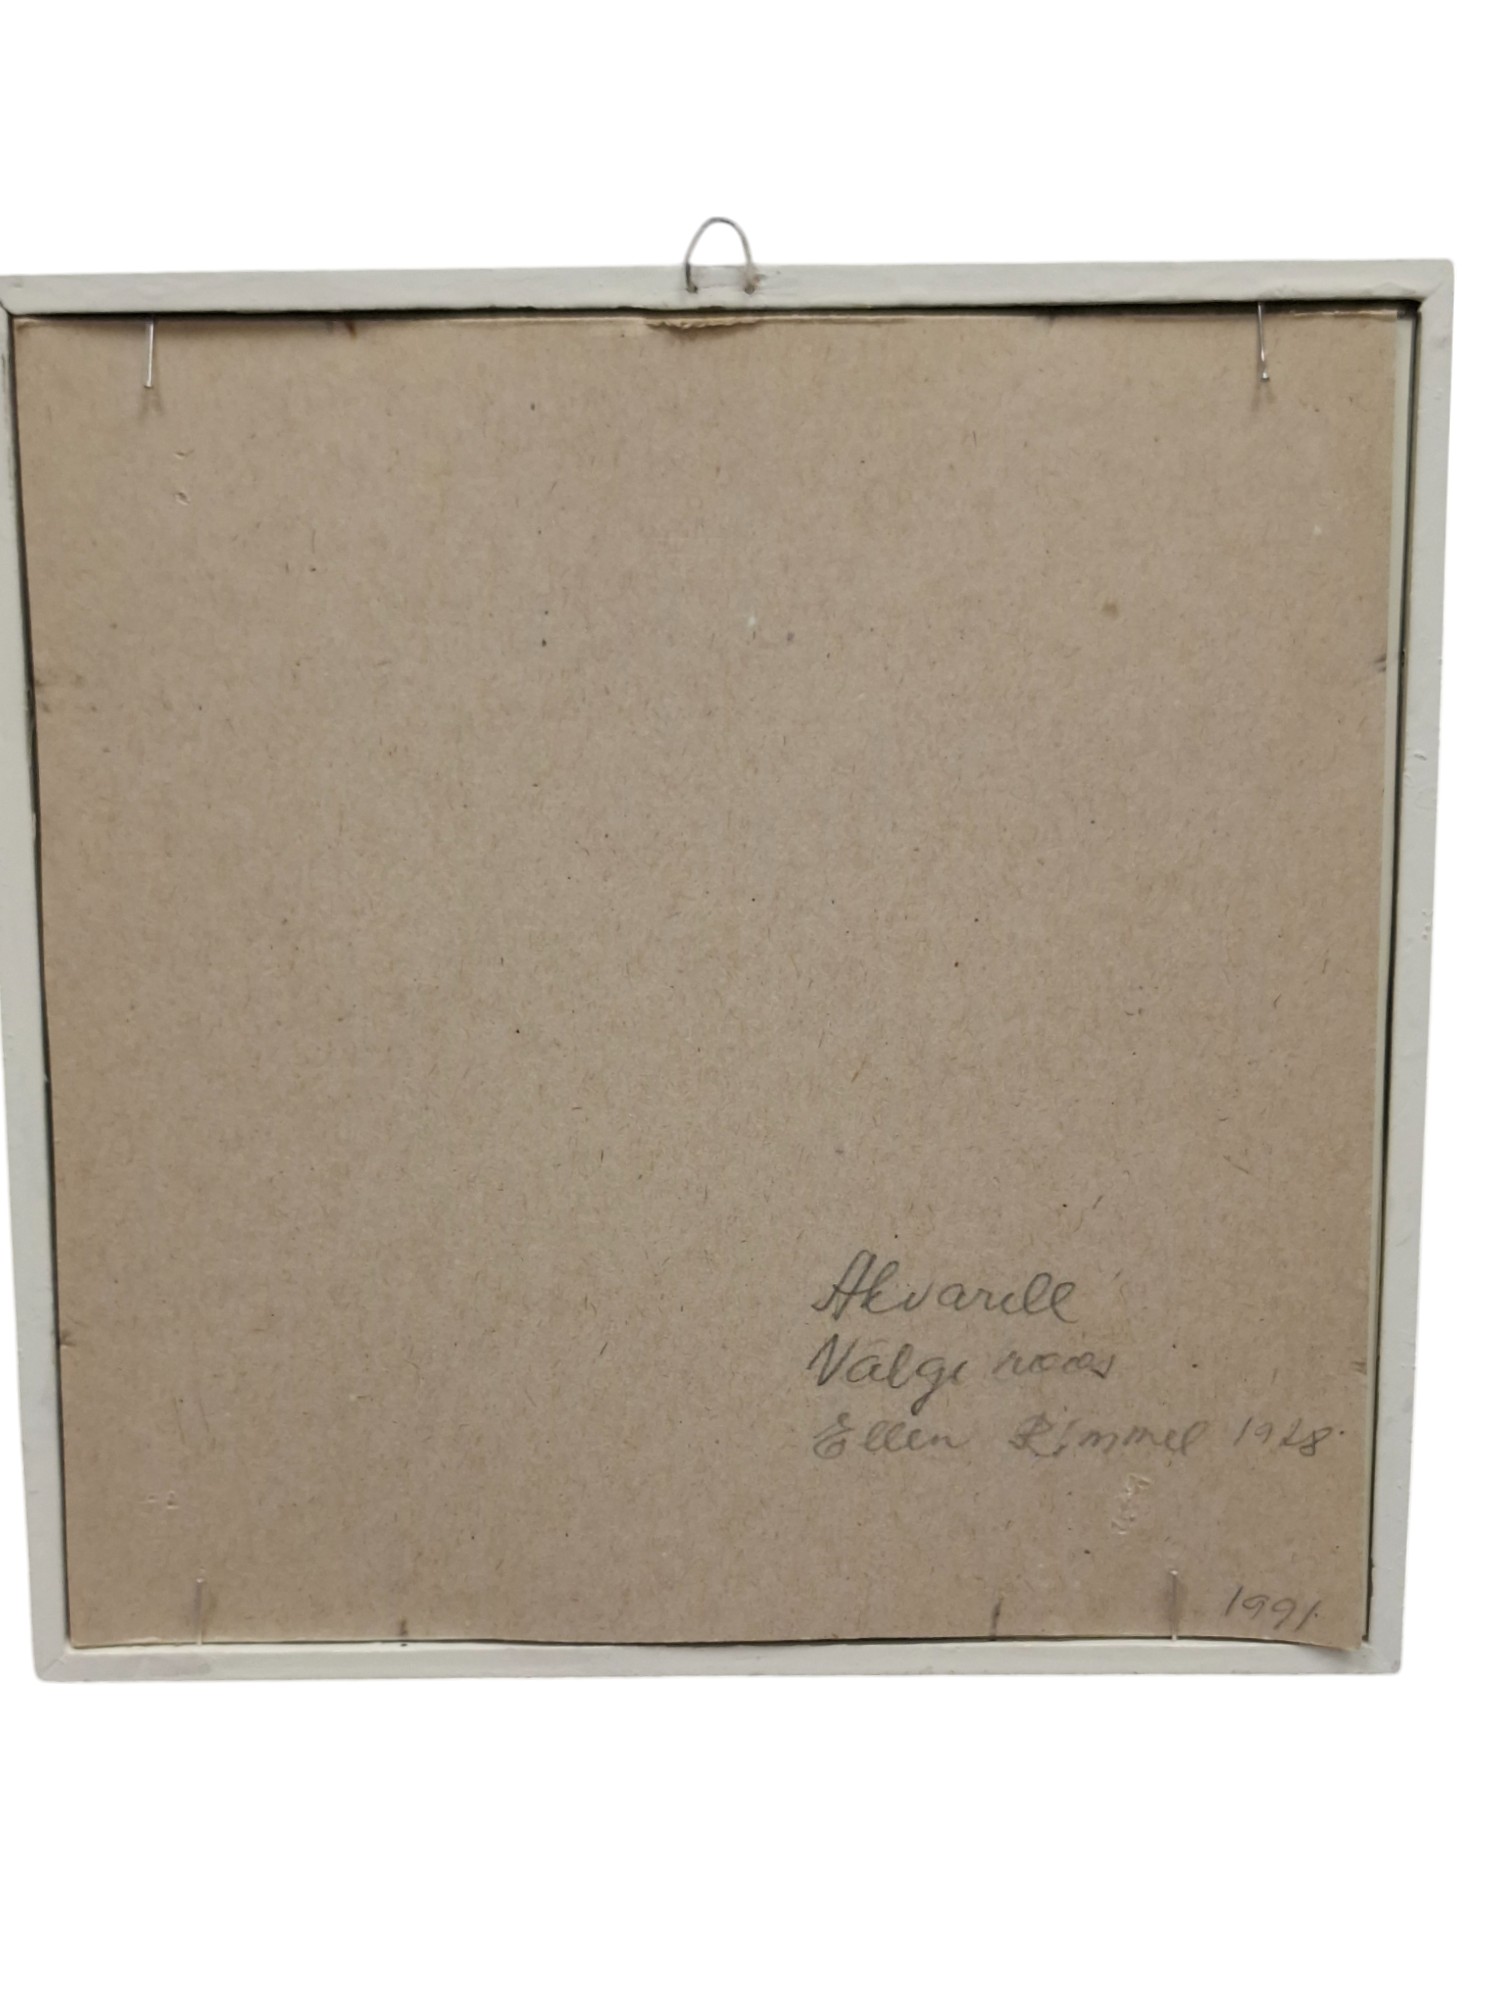 Akvarell
Valge roos
Ellen Rimmel 1928.
1991.